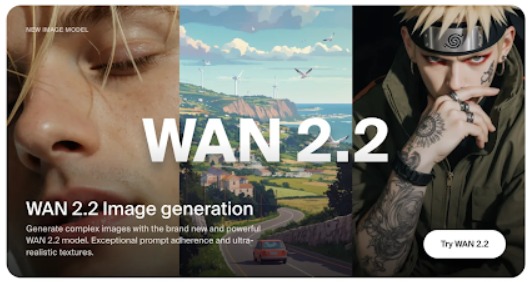 NEW IMAGE MODEL
WAN 2.2
WAN 2.2 Image generation
Generate complex images with the brand new and powerful
WAN 2.2 model. Exceptional prompt adherence and ultra-
realistic textures.
Try WAN 2.2